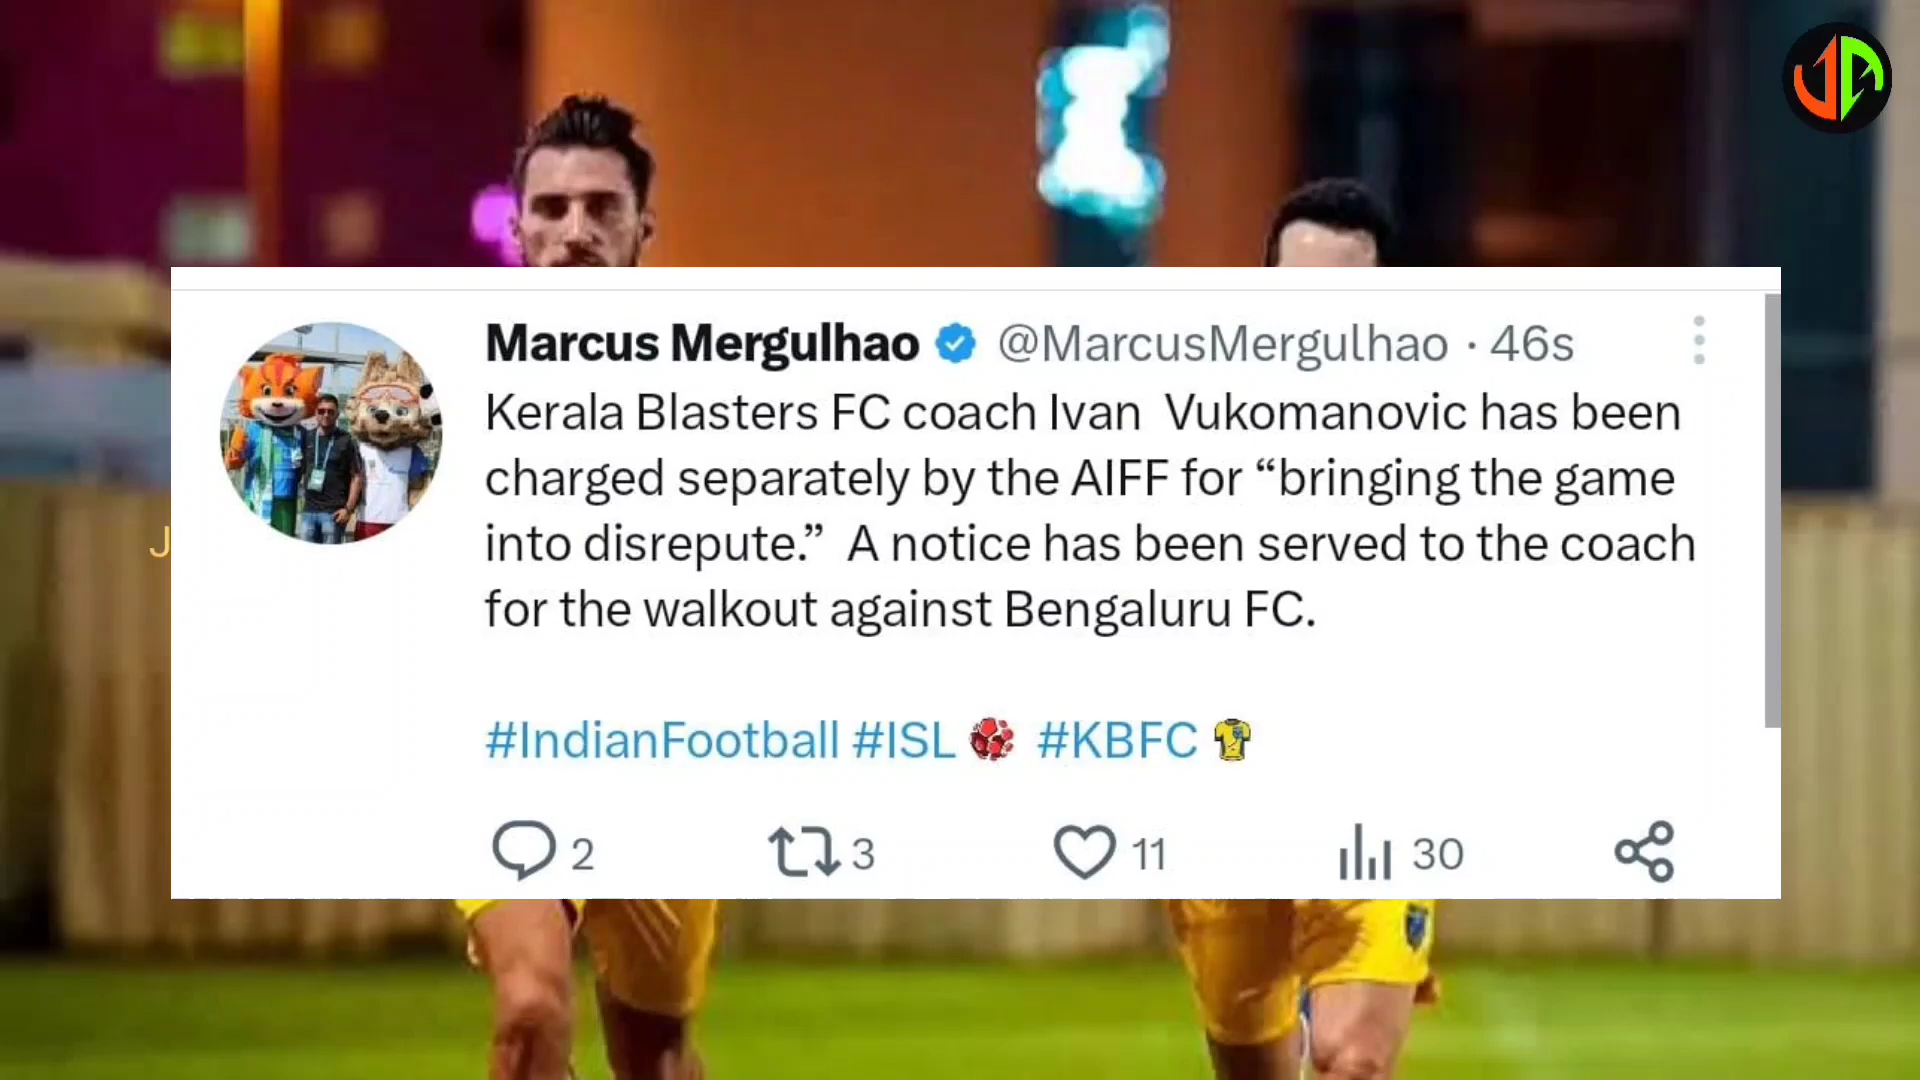 Marcus Mergulhao @MarcusMergulhao · 46s
Kerala Blasters FC coach Ivan  Vukomanovic has been
charged separately by the AIFF for “bringing the game
into disrepute.”  A notice has been served to the coach
for the walkout against Bengaluru FC.
#IndianFootball #ISL #KBFC
2 3 11 30
J